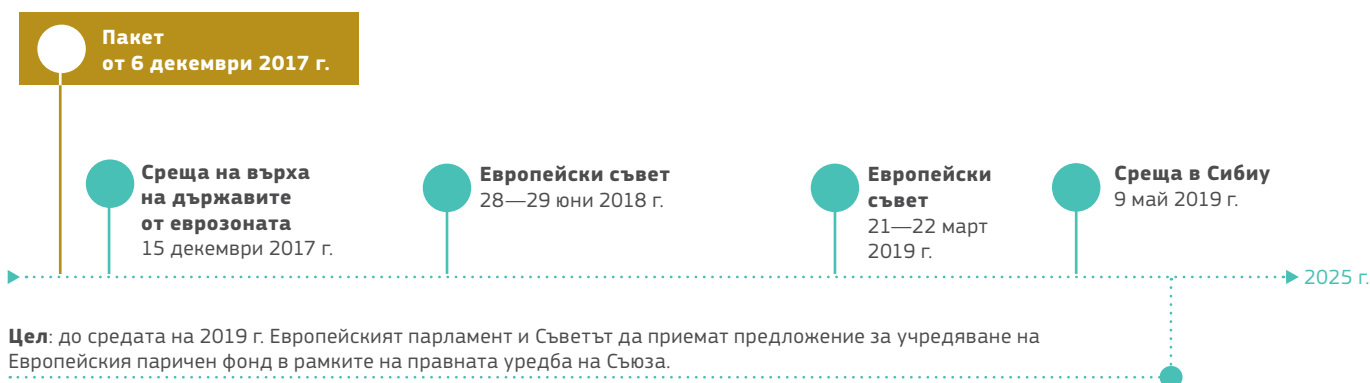 Пакет
от 6 декември 2017 г.
Среща на върха
на държавите
от еврозоната
15 декември 2017 г.
Европейски съвет
28—29 юни 2018 г.
Европейски
съвет
21—22 март
2019 г.
Среща в Сибиу
9 май 2019 г.
2025 г.
Цел: до средата на 2019 г. Европейският парламент и Съветът да приемат предложение за учредяване на
Европейския паричен фонд в рамките на правната уредба на Съюза.